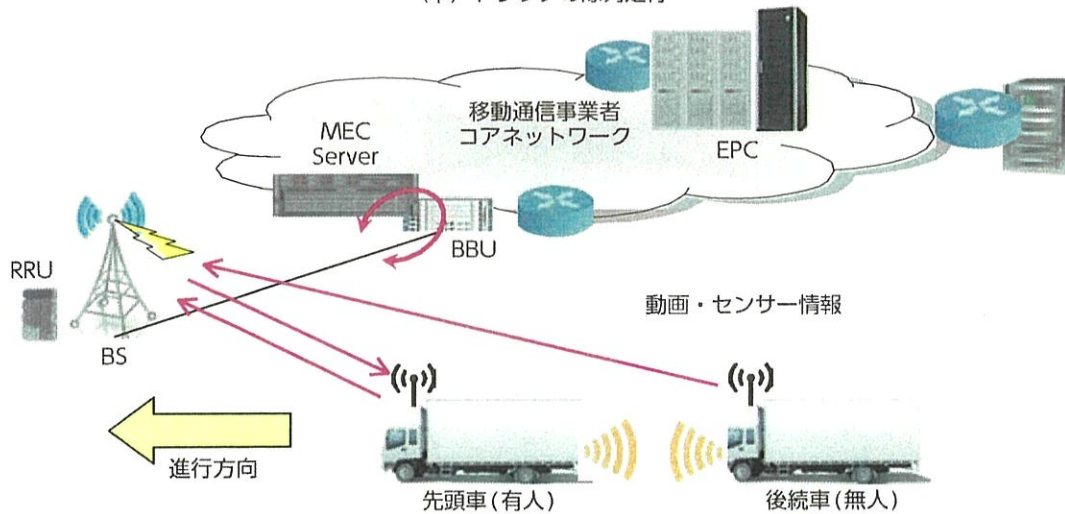 移動通信事業者
コアネットワーク
MEC
Server
EPC
BBU
RRU
BS
動画・センサー情報
進行方向
先頭車(有人)
後続車(無人)